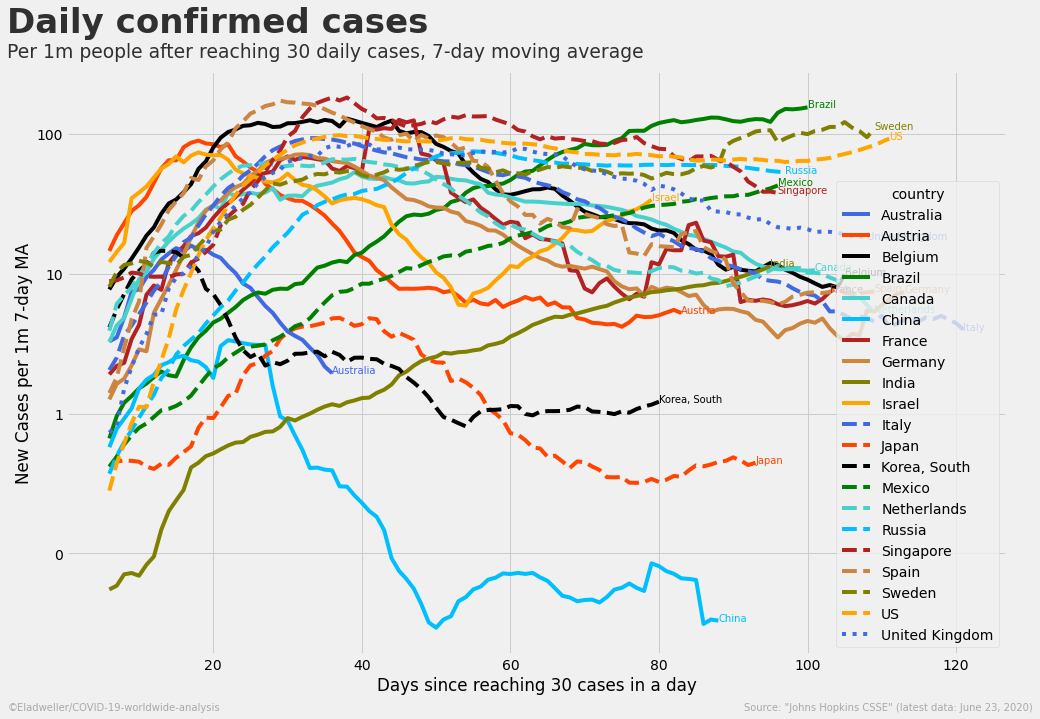 Daily confirmed cases
Per 1m people after reaching 30 daily cases, 7-day moving average
New Cases per 1m 7-day MA
100
10
1
0
20
40
60
80
100
120
Days since reaching 30 cases in a day
Brazil
Sweden
US
Russia
Mexico
Singapore
Israel
India
Austria
Australia
Korea, South
Japan
China
Italy
country
Australia
Austria
Belgium
Brazil
Canada
China
France
Germany
India
Israel
Italy
Japan
Korea, South
Mexico
Netherlands
Russia
Singapore
Spain
Sweden
US
United Kingdom
©Eladweller/COVID-19-worldwide-analysis
Source: "Johns Hopkins CSSE" (latest data: June 23, 2020)